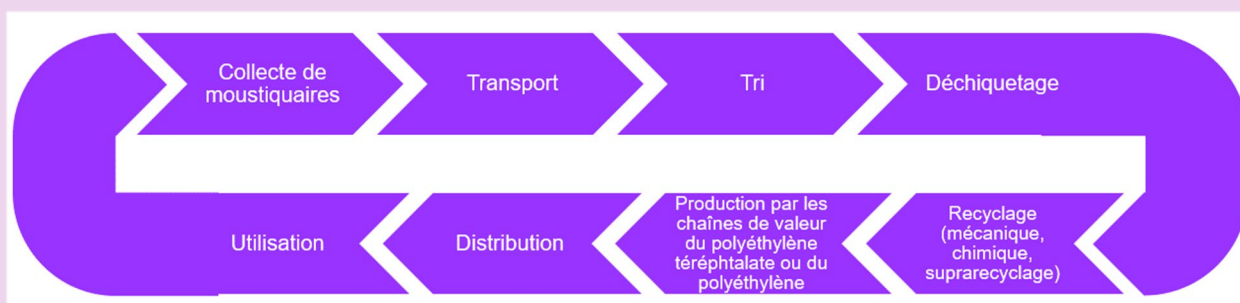 Collecte de
moustiquaires
Transport
Tri
Déchiquetage
Recyclage
(mécanique,
chimique,
suprarecyclage)
Production par les
chaînes de valeur
du polyéthylène
téréphtalate ou du
polyéthylène
Distribution
Utilisation